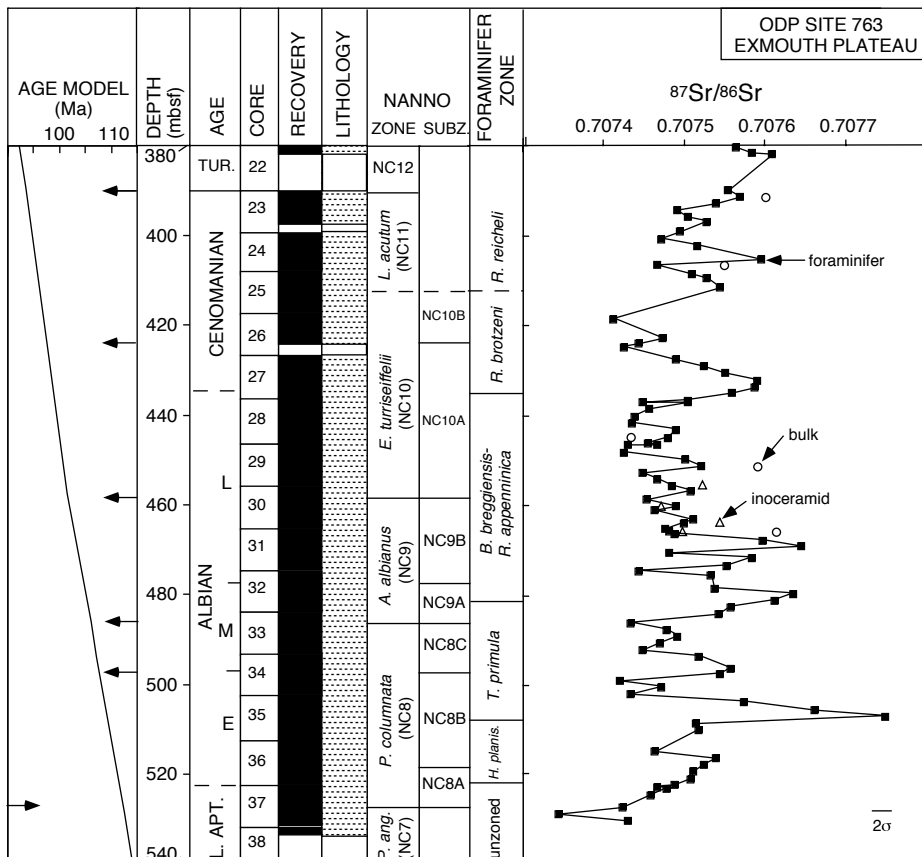 ODP SITE 763
EXMOUTH PLATEAU
AGE MODEL
(Ma)
100 110
DEPTH
(mbsf)
AGE
CORE
RECOVERY
LITHOLOGY
NANNO
ZONE SUBZ.
FORAMINIFER
ZONE
87Sr/86Sr
0.7074 0.7075 0.7076 0.7077
380
400
420
440
460
480
500
520
540
TUR.
CENOMANIAN
ALBIAN
L
M
E
L. APT.
22
23
24
25
26
27
28
29
30
31
32
33
34
35
36
37
38
NC12
L. acutum
(NC11)
E. turriseiffelii
(NC10)
A. albianus
(NC9)
P. columnata
(NC8)
P. ang.
(NC7)
NC10B
NC10A
NC9B
NC9A
NC8C
NC8B
NC8A
R. reicheli
R. brotzeni
B. breggiensis-
R. appenninica
T. primula
H. planis.
unzoned
foraminifer
bulk
inoceramid
2σ